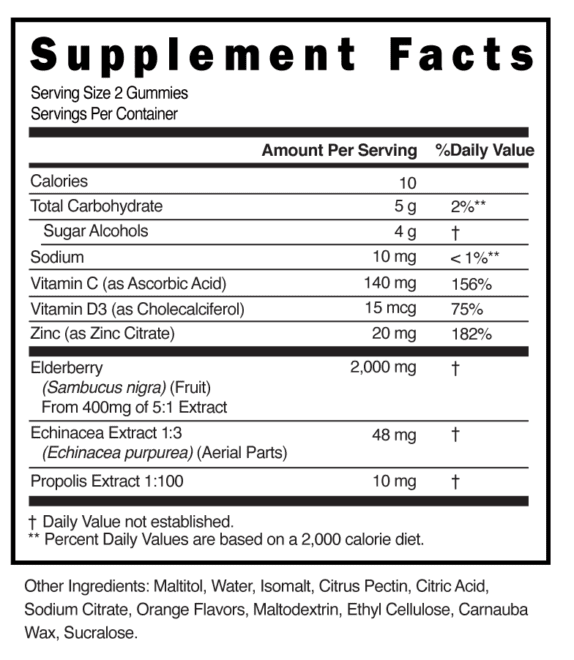 Supplement Facts
Serving Size 2 Gummies
Servings Per Container
Amount Per Serving %Daily Value
Calories 10
Total Carbohydrate 5 g 2%**
Sugar Alcohols 4 g †
Sodium 10 mg < 1%**
Vitamin C (as Ascorbic Acid) 140 mg 156%
Vitamin D3 (as Cholecalciferol) 15 mcg 75%
Zinc (as Zinc Citrate) 20 mg 182%
Elderberry 2,000 mg †
(Sambucus nigra) (Fruit)
From 400mg of 5:1 Extract
Echinacea Extract 1:3 48 mg †
(Echinacea purpurea) (Aerial Parts)
Propolis Extract 1:100 10 mg †
† Daily Value not established.
** Percent Daily Values are based on a 2,000 calorie diet.
Other Ingredients: Maltitol, Water, Isomalt, Citrus Pectin, Citric Acid,
Sodium Citrate, Orange Flavors, Maltodextrin, Ethyl Cellulose, Carnauba
Wax, Sucralose.